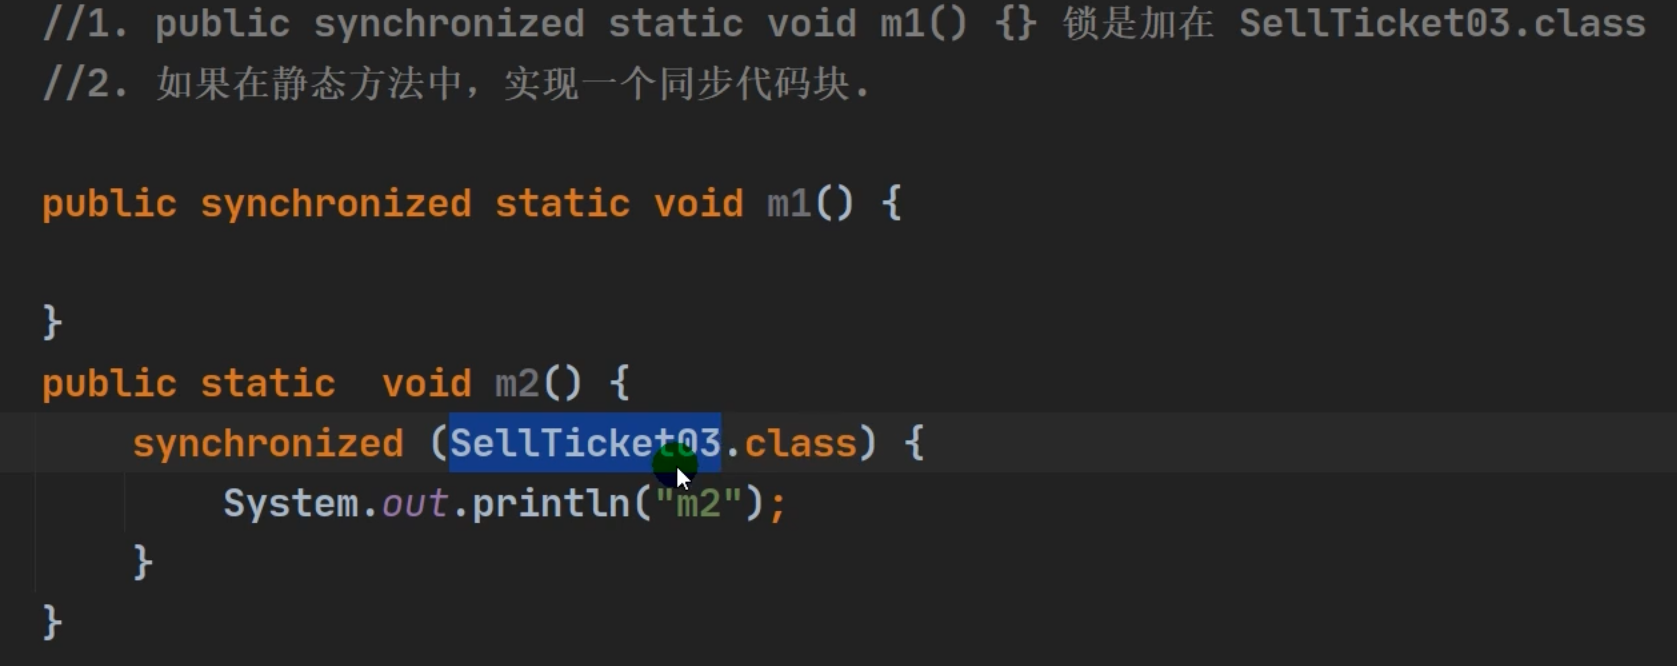 //1. public synchronized static void m1() {} 锁是加在 SellTicket03.class
//2. 如果在静态方法中，实现一个同步代码块.
public synchronized static void m1() {
}
public static  void m2() {
synchronized (SellTicket03.class) {
System.out.println("m2");
}
}